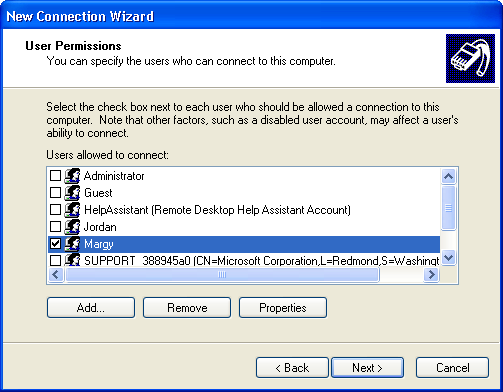 New Connection Wizard
User Permissions
You can specify the users who can connect to this computer.
Select the check box next to each user who should be allowed a connection to this
computer. Note that other factors, such as a disabled user account, may affect a user's
ability to connect.
Users allowed to connect:
Administrator
Guest
HelpAssistant (Remote Desktop Help Assistant Account)
Jordan
Margy
SUPPORT_388945a0 (CN=Microsoft Corporation,L=Redmond,S=Washingt
Add...
Remove
Properties
< Back
Next >
Cancel